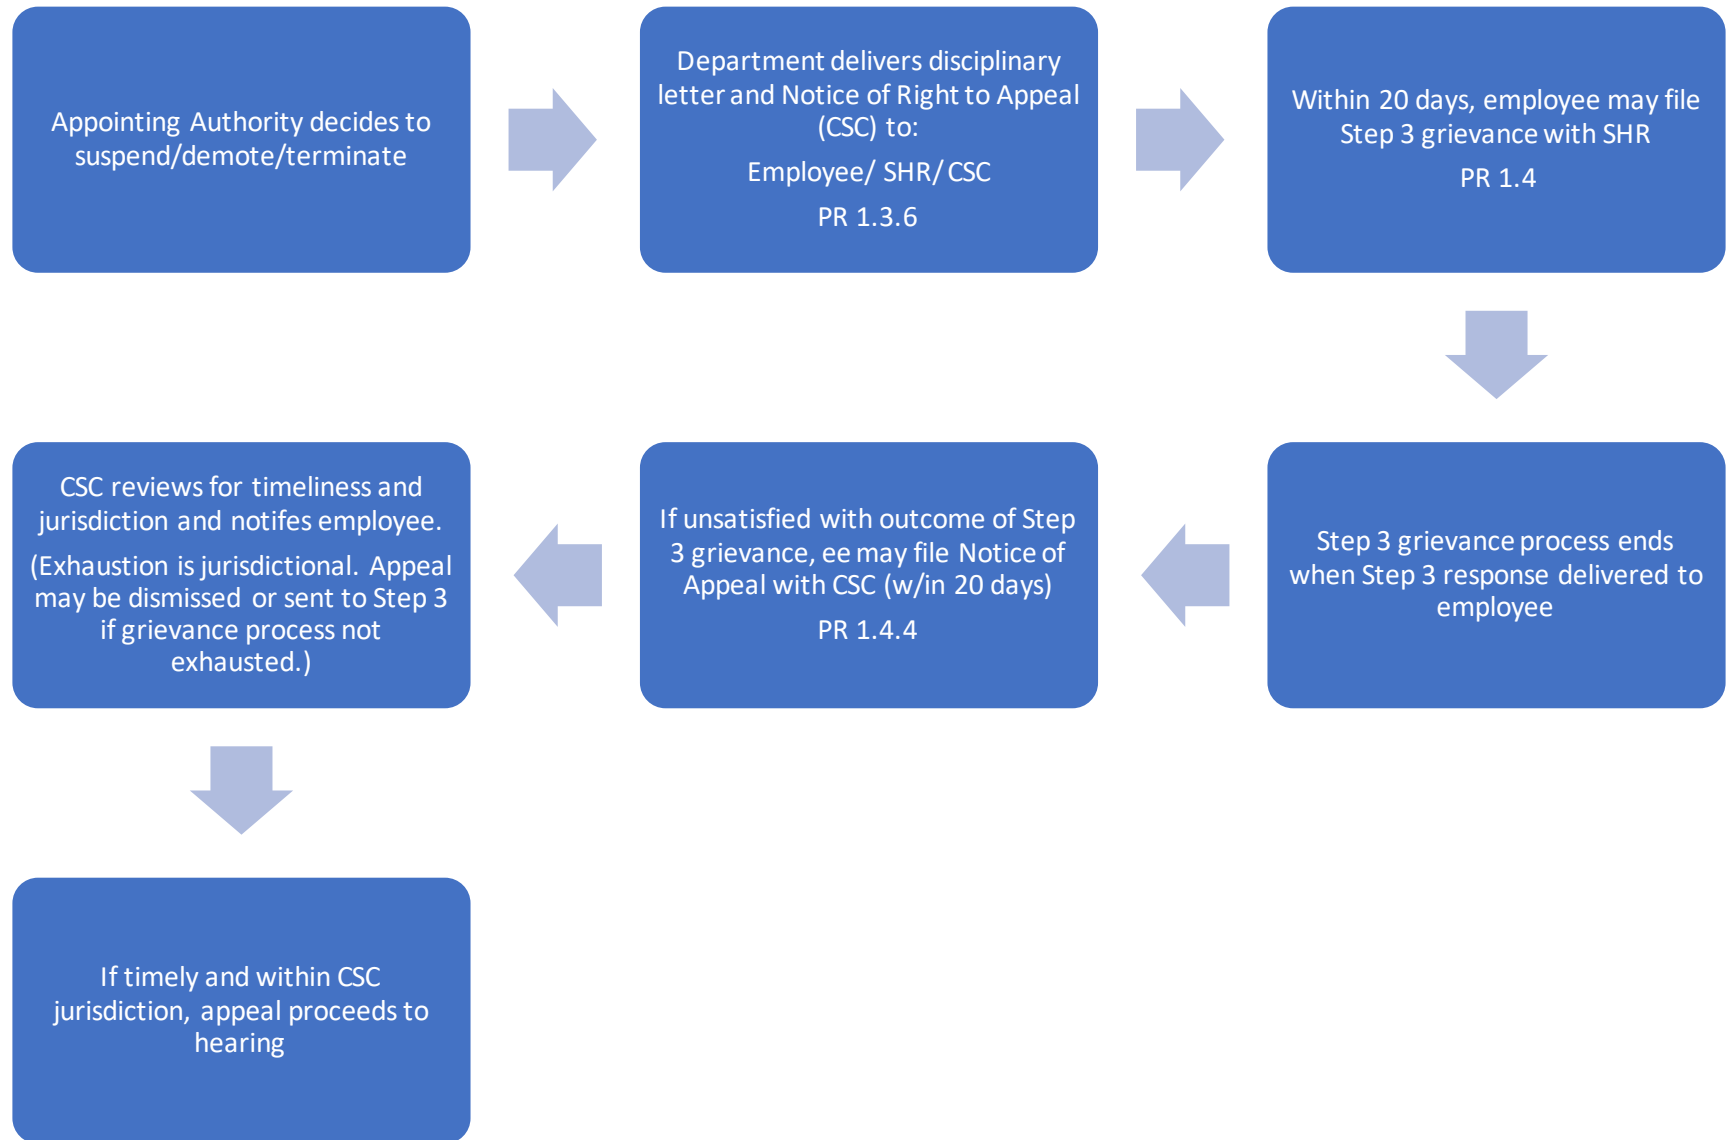 Appointing Authority decides to
suspend/demote/terminate
Department delivers disciplinary
letter and Notice of Right to Appeal
(CSC) to:
Employee/ SHR/ CSC
PR 1.3.6
Within 20 days, employee may file
Step 3 grievance with SHR
PR 1.4
Step 3 grievance process ends
when Step 3 response delivered to
employee
If unsatisfied with outcome of Step
3 grievance, ee may file Notice of
Appeal with CSC (w/in 20 days)
PR 1.4.4
CSC reviews for timeliness and
jurisdiction and notifes employee.
(Exhaustion is jurisdictional. Appeal
may be dismissed or sent to Step 3
if grievance process not
exhausted.)
If timely and within CSC
jurisdiction, appeal proceeds to
hearing